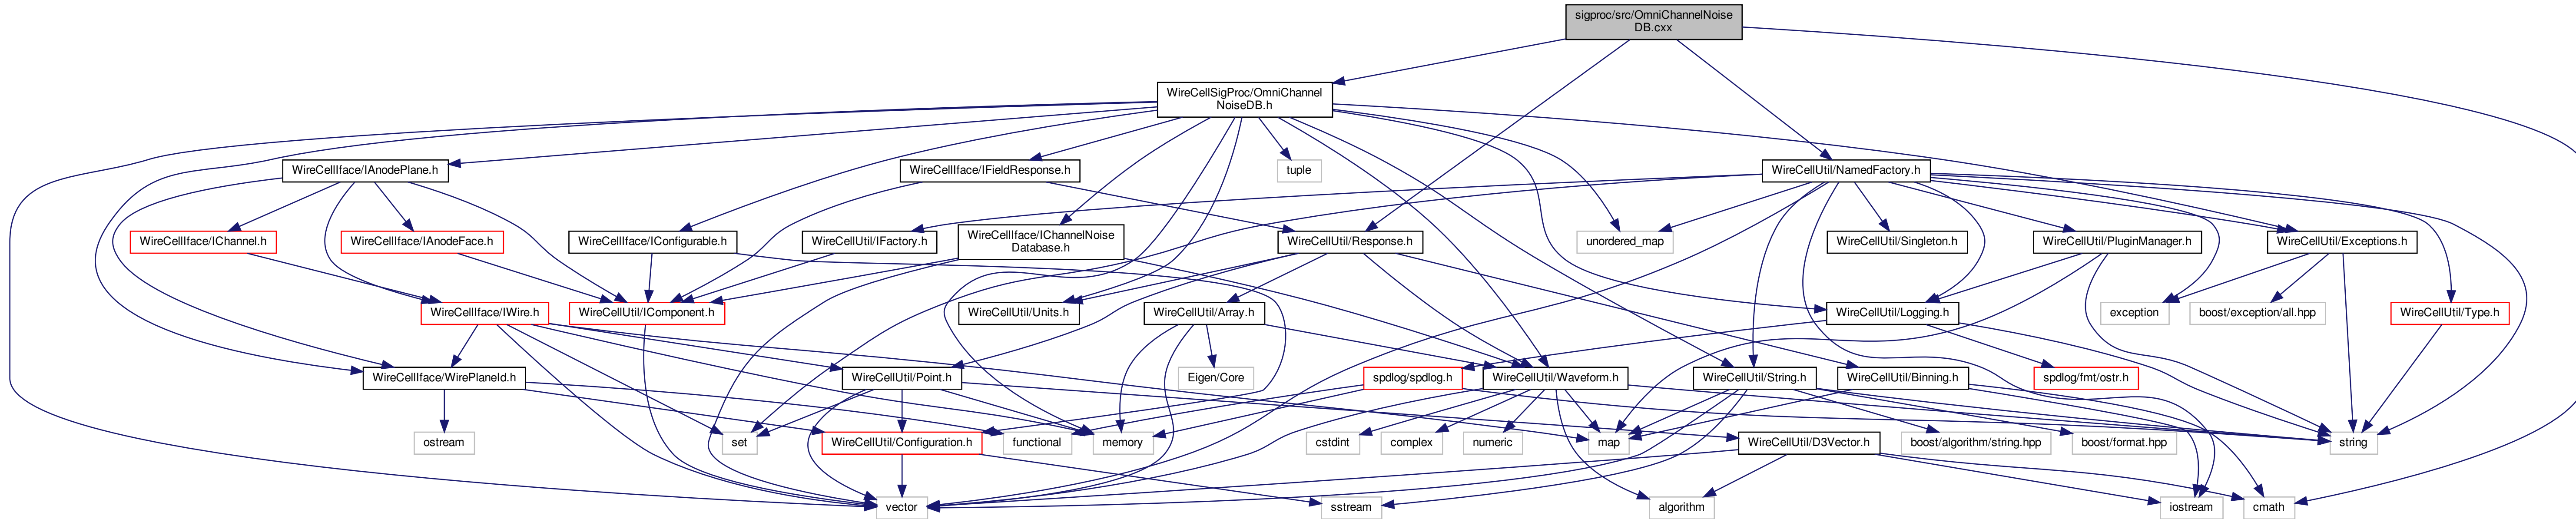 sigproc/src/OmniChannelNoise
DB.cxx
WireCellSigProc/OmniChannel
NoiseDB.h
WireCellIface/IAnodePlane.h
WireCellIface/IFieldResponse.h
tuple
WireCellUtil/NamedFactory.h
WireCellIface/IChannel.h
WireCellIface/IAnodeFace.h
WireCellIface/IConfigurable.h
WireCellUtil/IFactory.h
WireCellIface/IChannelNoise
Database.h
WireCellUtil/Response.h
unordered_map
WireCellUtil/Singleton.h
WireCellUtil/PluginManager.h
WireCellUtil/Exceptions.h
WireCellIface/IWire.h
WireCellUtil/IComponent.h
WireCellUtil/Units.h
WireCellUtil/Array.h
WireCellUtil/Logging.h
exception
boost/exception/all.hpp
WireCellUtil/Type.h
WireCellIface/WirePlaneId.h
WireCellUtil/Point.h
Eigen/Core
spdlog/spdlog.h
WireCellUtil/Waveform.h
WireCellUtil/String.h
WireCellUtil/Binning.h
spdlog/fmt/ostr.h
ostream
set
WireCellUtil/Configuration.h
functional
memory
cstdint
complex
numeric
map
WireCellUtil/D3Vector.h
boost/algorithm/string.hpp
boost/format.hpp
string
vector
sstream
algorithm
iostream
cmath